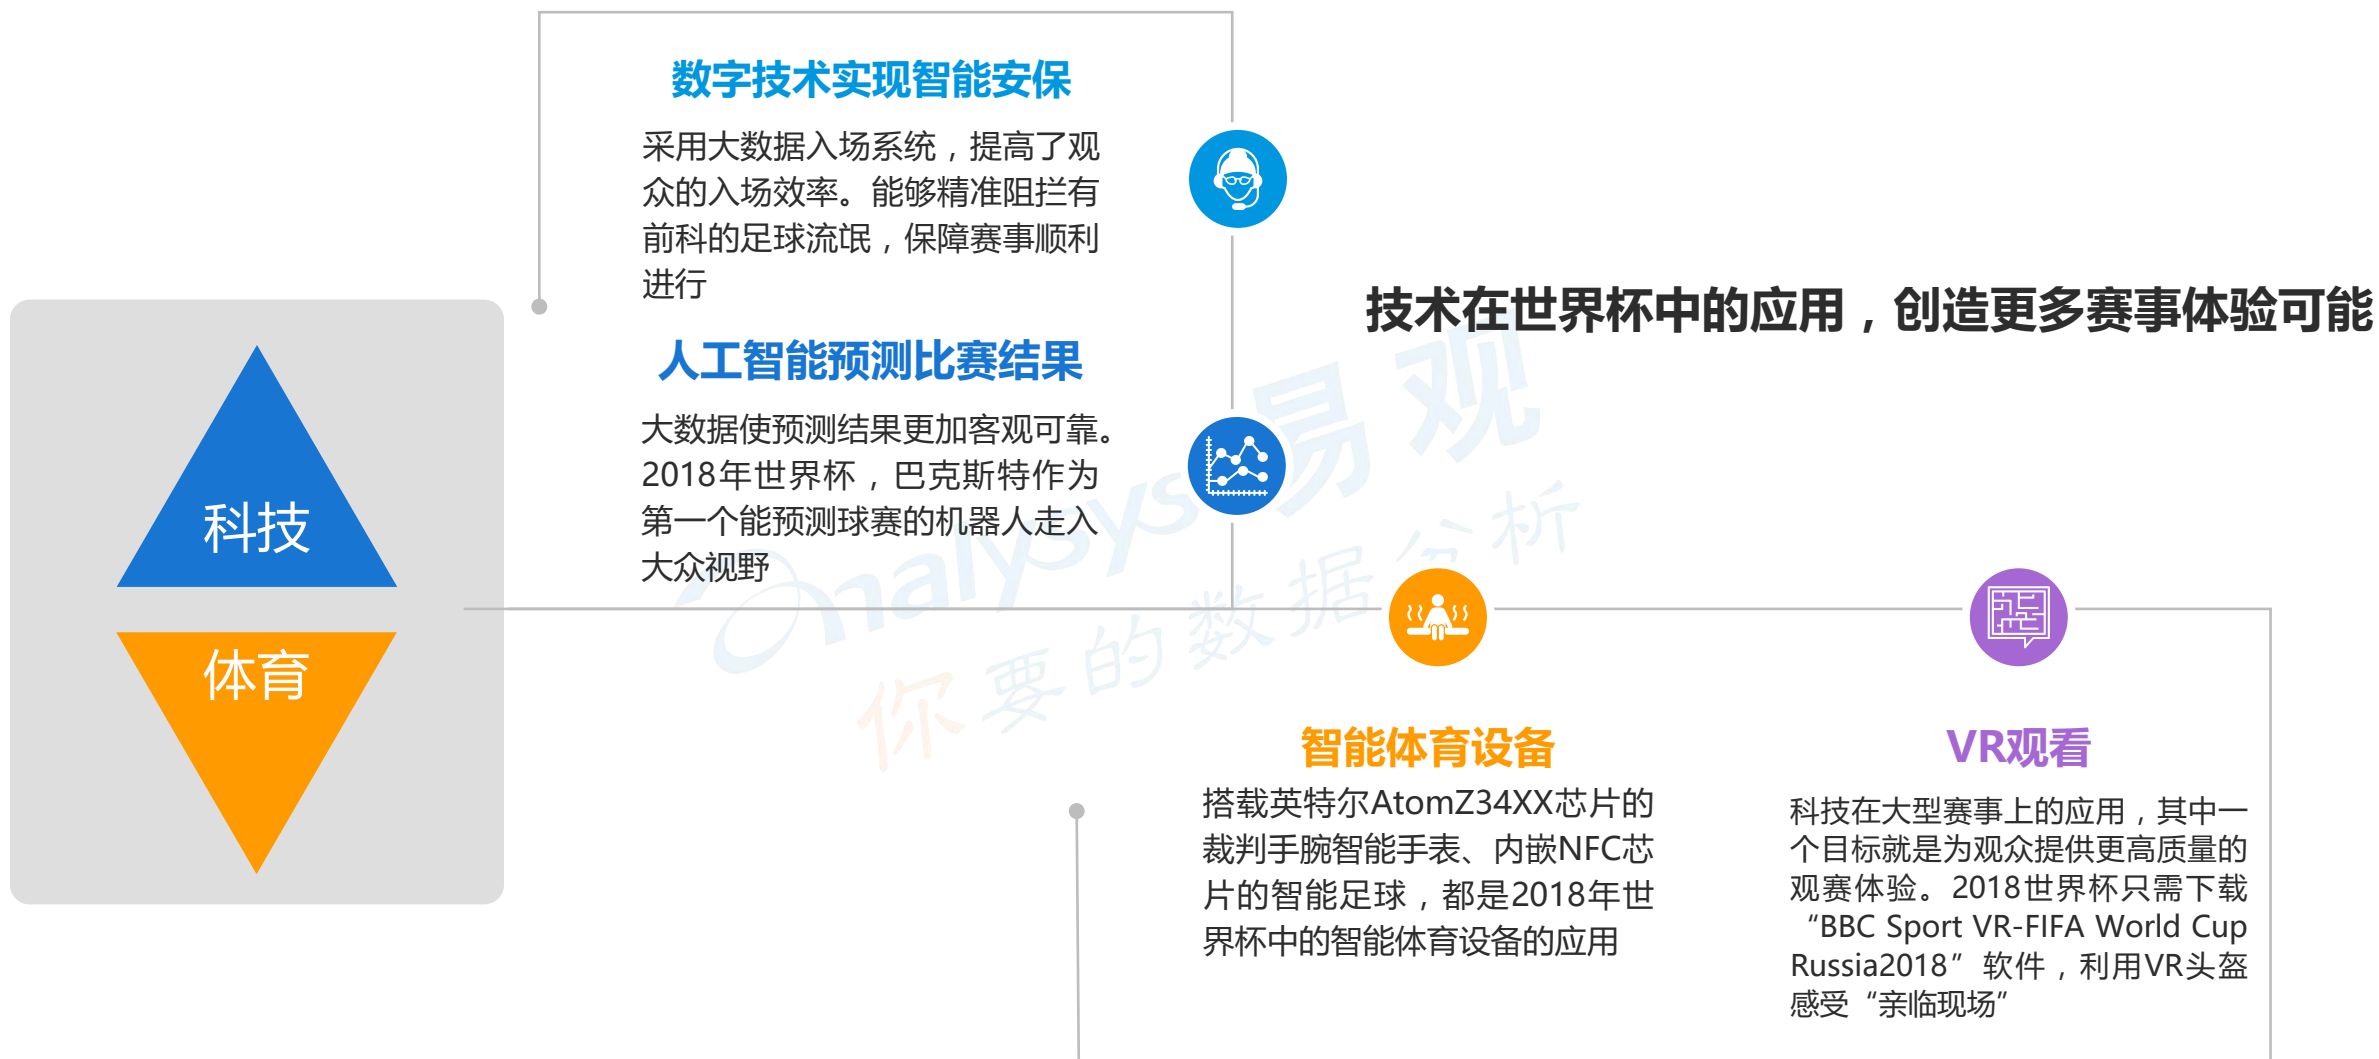 数字技术实现智能安保
采用大数据入场系统，提高了观
众的入场效率。能够精准阻拦有
前科的足球流氓，保障赛事顺利
进行
技术在世界杯中的应用，创造更多赛事体验可能
人工智能预测比赛结果
大数据使预测结果更加客观可靠。
2018年世界杯，巴克斯特作为
第一个能预测球赛的机器人走入
大众视野
科技
体育
智能体育设备
搭载英特尔AtomZ34XX芯片的
裁判手腕智能手表、内嵌NFC芯
片的智能足球，都是2018年世
界杯中的智能体育设备的应用
VR观看
科技在大型赛事上的应用，其中一
个目标就是为观众提供更高质量的
观赛体验。2018世界杯只需下载
“BBC Sport VR-FIFA World Cup
Russia2018”软件，利用VR头盔
感受“亲临现场”
Analysys 易观
你要的数据分析